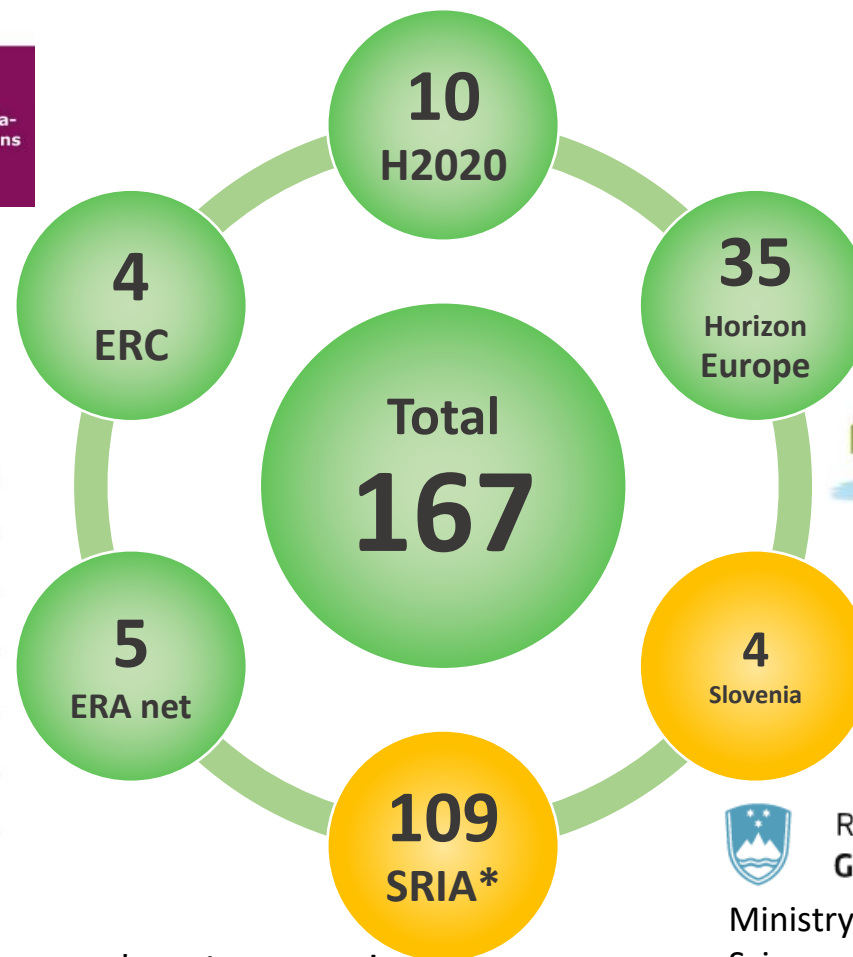 10
H2020
35
Horizon
Europe
4
Slovenia
109
SRIA*
5
ERA net
4
ERC
Total
167
Ministry